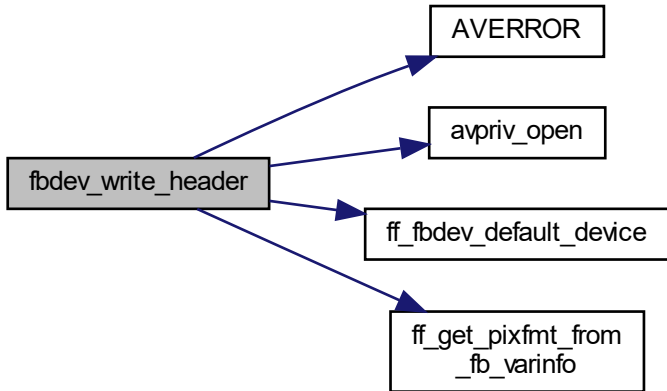 AVERROR
avpriv_open
fbdev_write_header
ff_fbdev_default_device
ff_get_pixfmt_from
_fb_varinfo